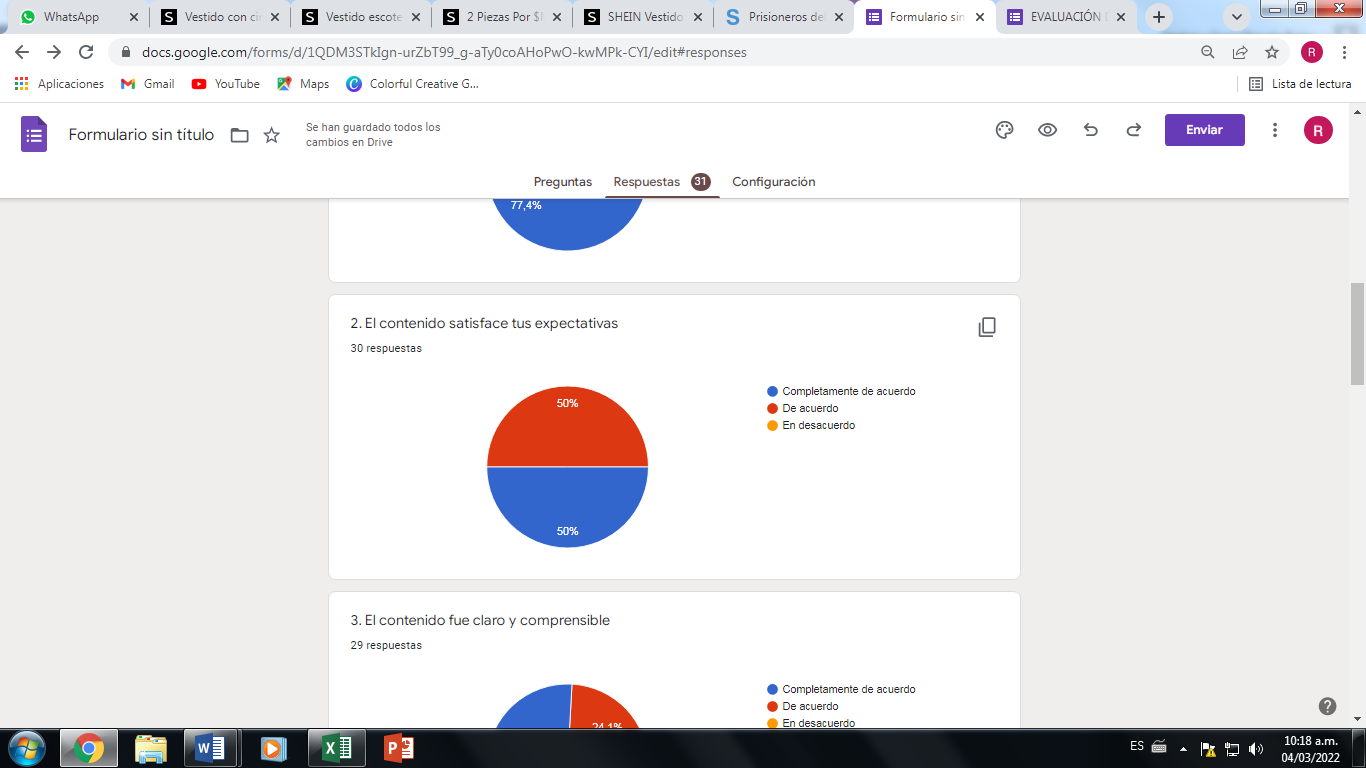 WhatsApp
Vestido con cin
Vestido escote
2 Piezas Por $
SHEIN Vestido
Prisioneros de
Formulario sin
EVALUACIÓN
docs.google.com/forms/d/1QDM3STkIgn-urZbT99_g-aTy0coAHoPwO-kwMPk-CYI/edit#responses
R
Aplicaciones
Gmail
YouTube
Maps
Colorful Creative G...
Lista de lectura
Formulario sin título
Se han guardado todos los
cambios en Drive
Enviar
R
Preguntas
Respuestas 31
Configuración
77,4%
2. El contenido satisface tus expectativas
30 respuestas
50%
50%
Completamente de acuerdo
De acuerdo
En desacuerdo
3. El contenido fue claro y comprensible
29 respuestas
24,1%
Completamente de acuerdo
De acuerdo
En desacuerdo
ES
10:18 a.m.
04/03/2022